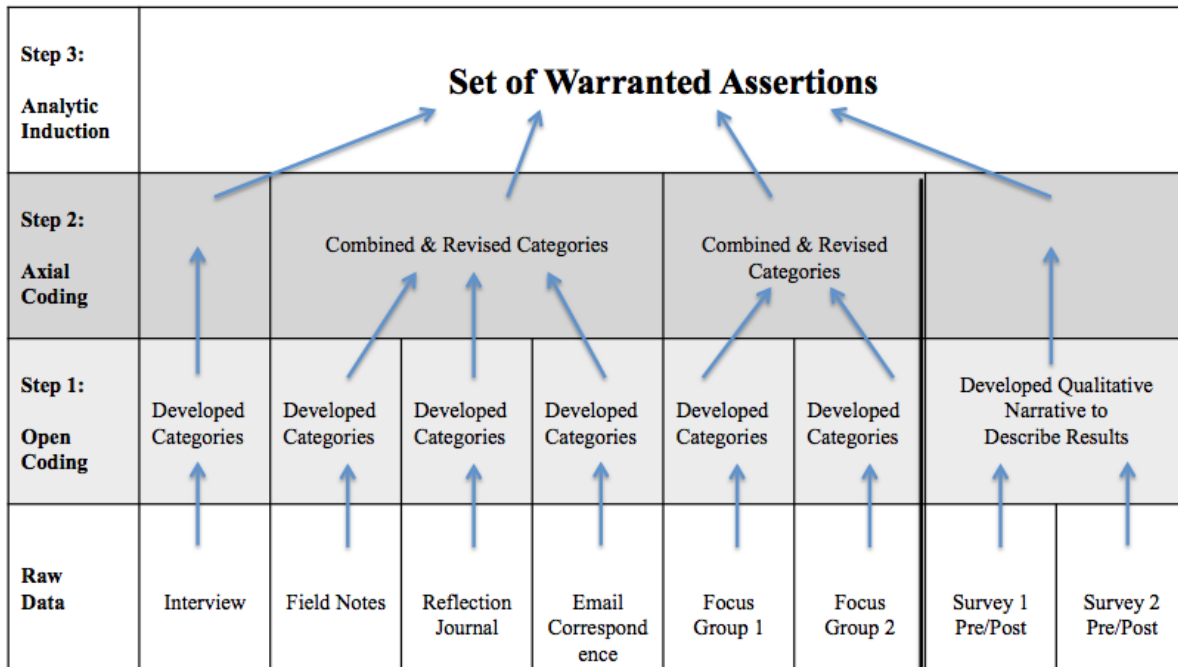 Step 3:
Analytic
Induction
Set of Warranted Assertions
Step 2:
Axial
Coding
Combined & Revised Categories
Combined & Revised
Categories
Step 1:
Open
Coding
Developed
Categories
Developed
Categories
Developed
Categories
Developed
Categories
Developed
Categories
Developed
Categories
Developed Qualitative
Narrative to
Describe Results
Raw
Data
Interview
Field Notes
Reflection
Journal
Email
Correspond
ence
Focus
Group 1
Focus
Group 2
Survey 1
Pre/Post
Survey 2
Pre/Post